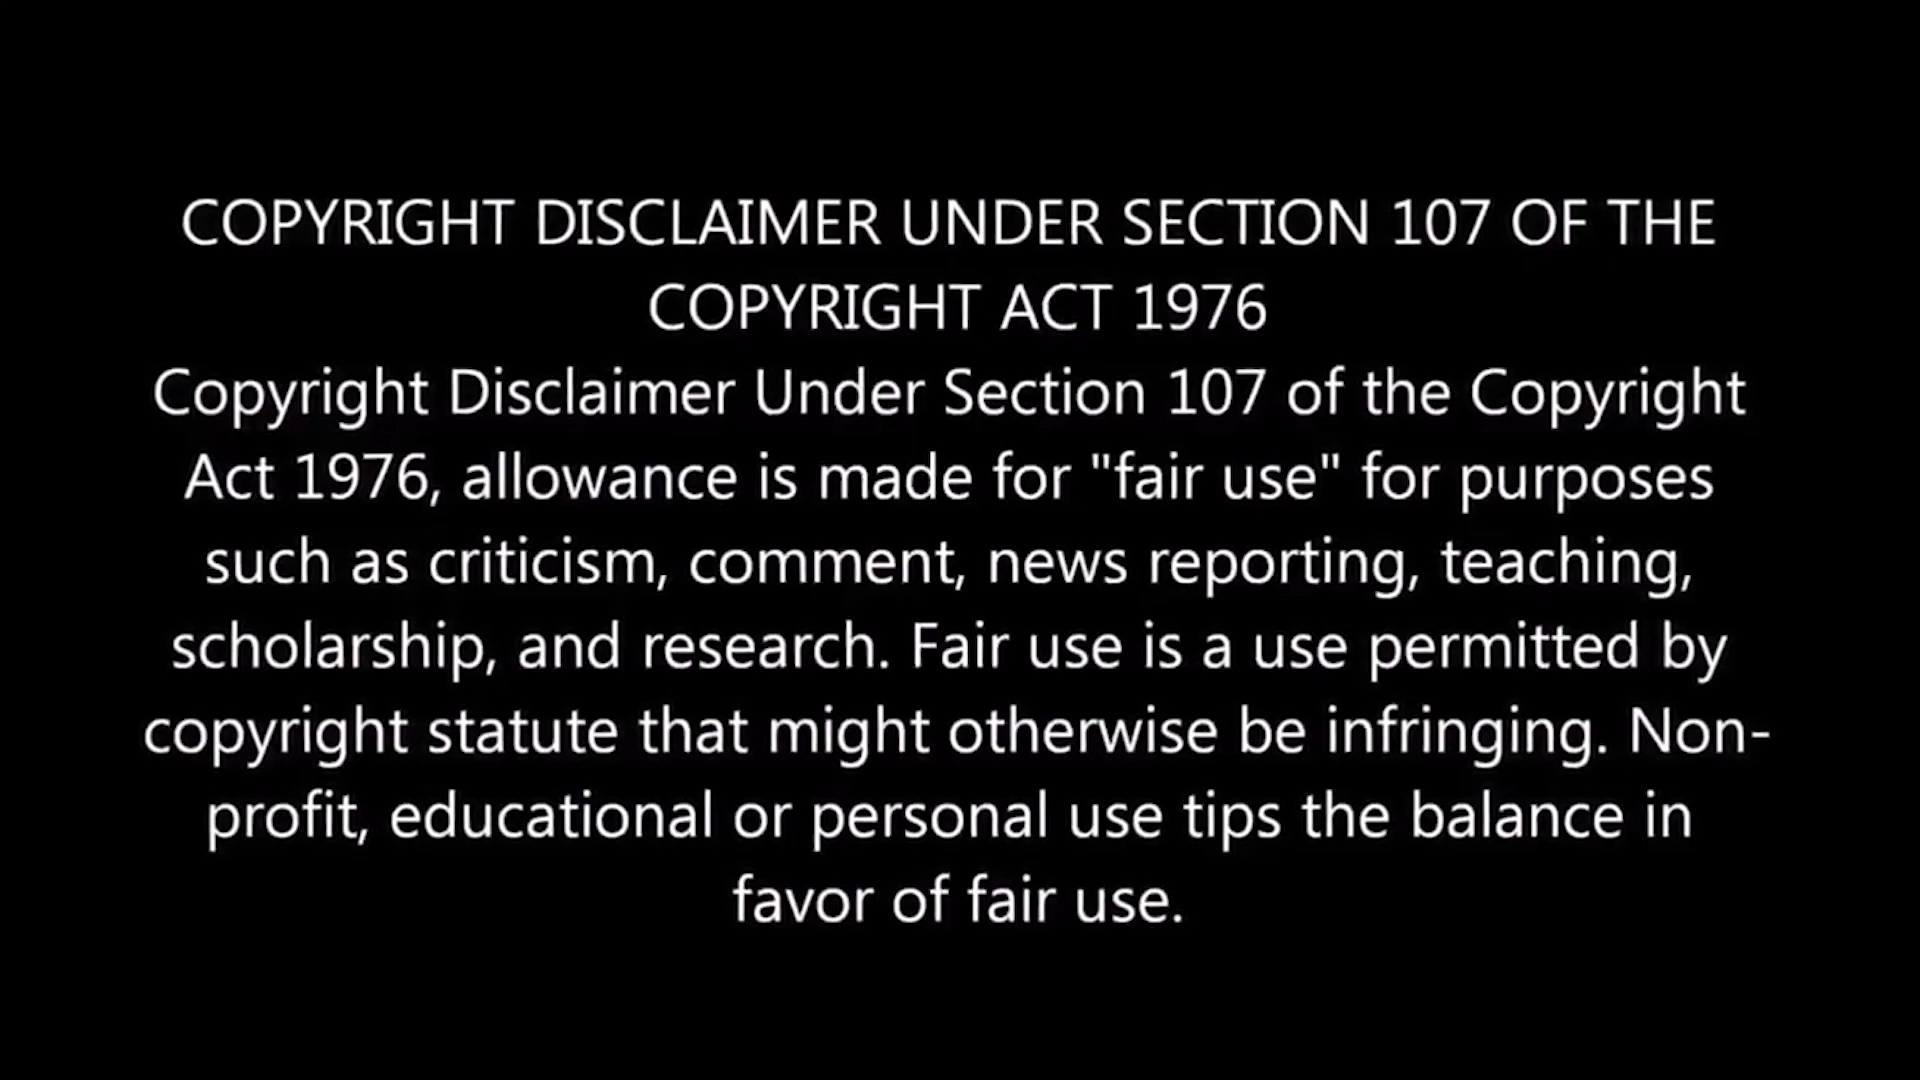 COPYRIGHT DISCLAIMER UNDER SECTION 107 OF THE
COPYRIGHT ACT 1976
Copyright Disclaimer Under Section 107 of the Copyright
Act 1976, allowance is made for "fair use" for purposes
such as criticism, comment, news reporting, teaching,
scholarship, and research. Fair use is a use permitted by
copyright statute that might otherwise be infringing. Non-
profit, educational or personal use tips the balance in
favor of fair use.